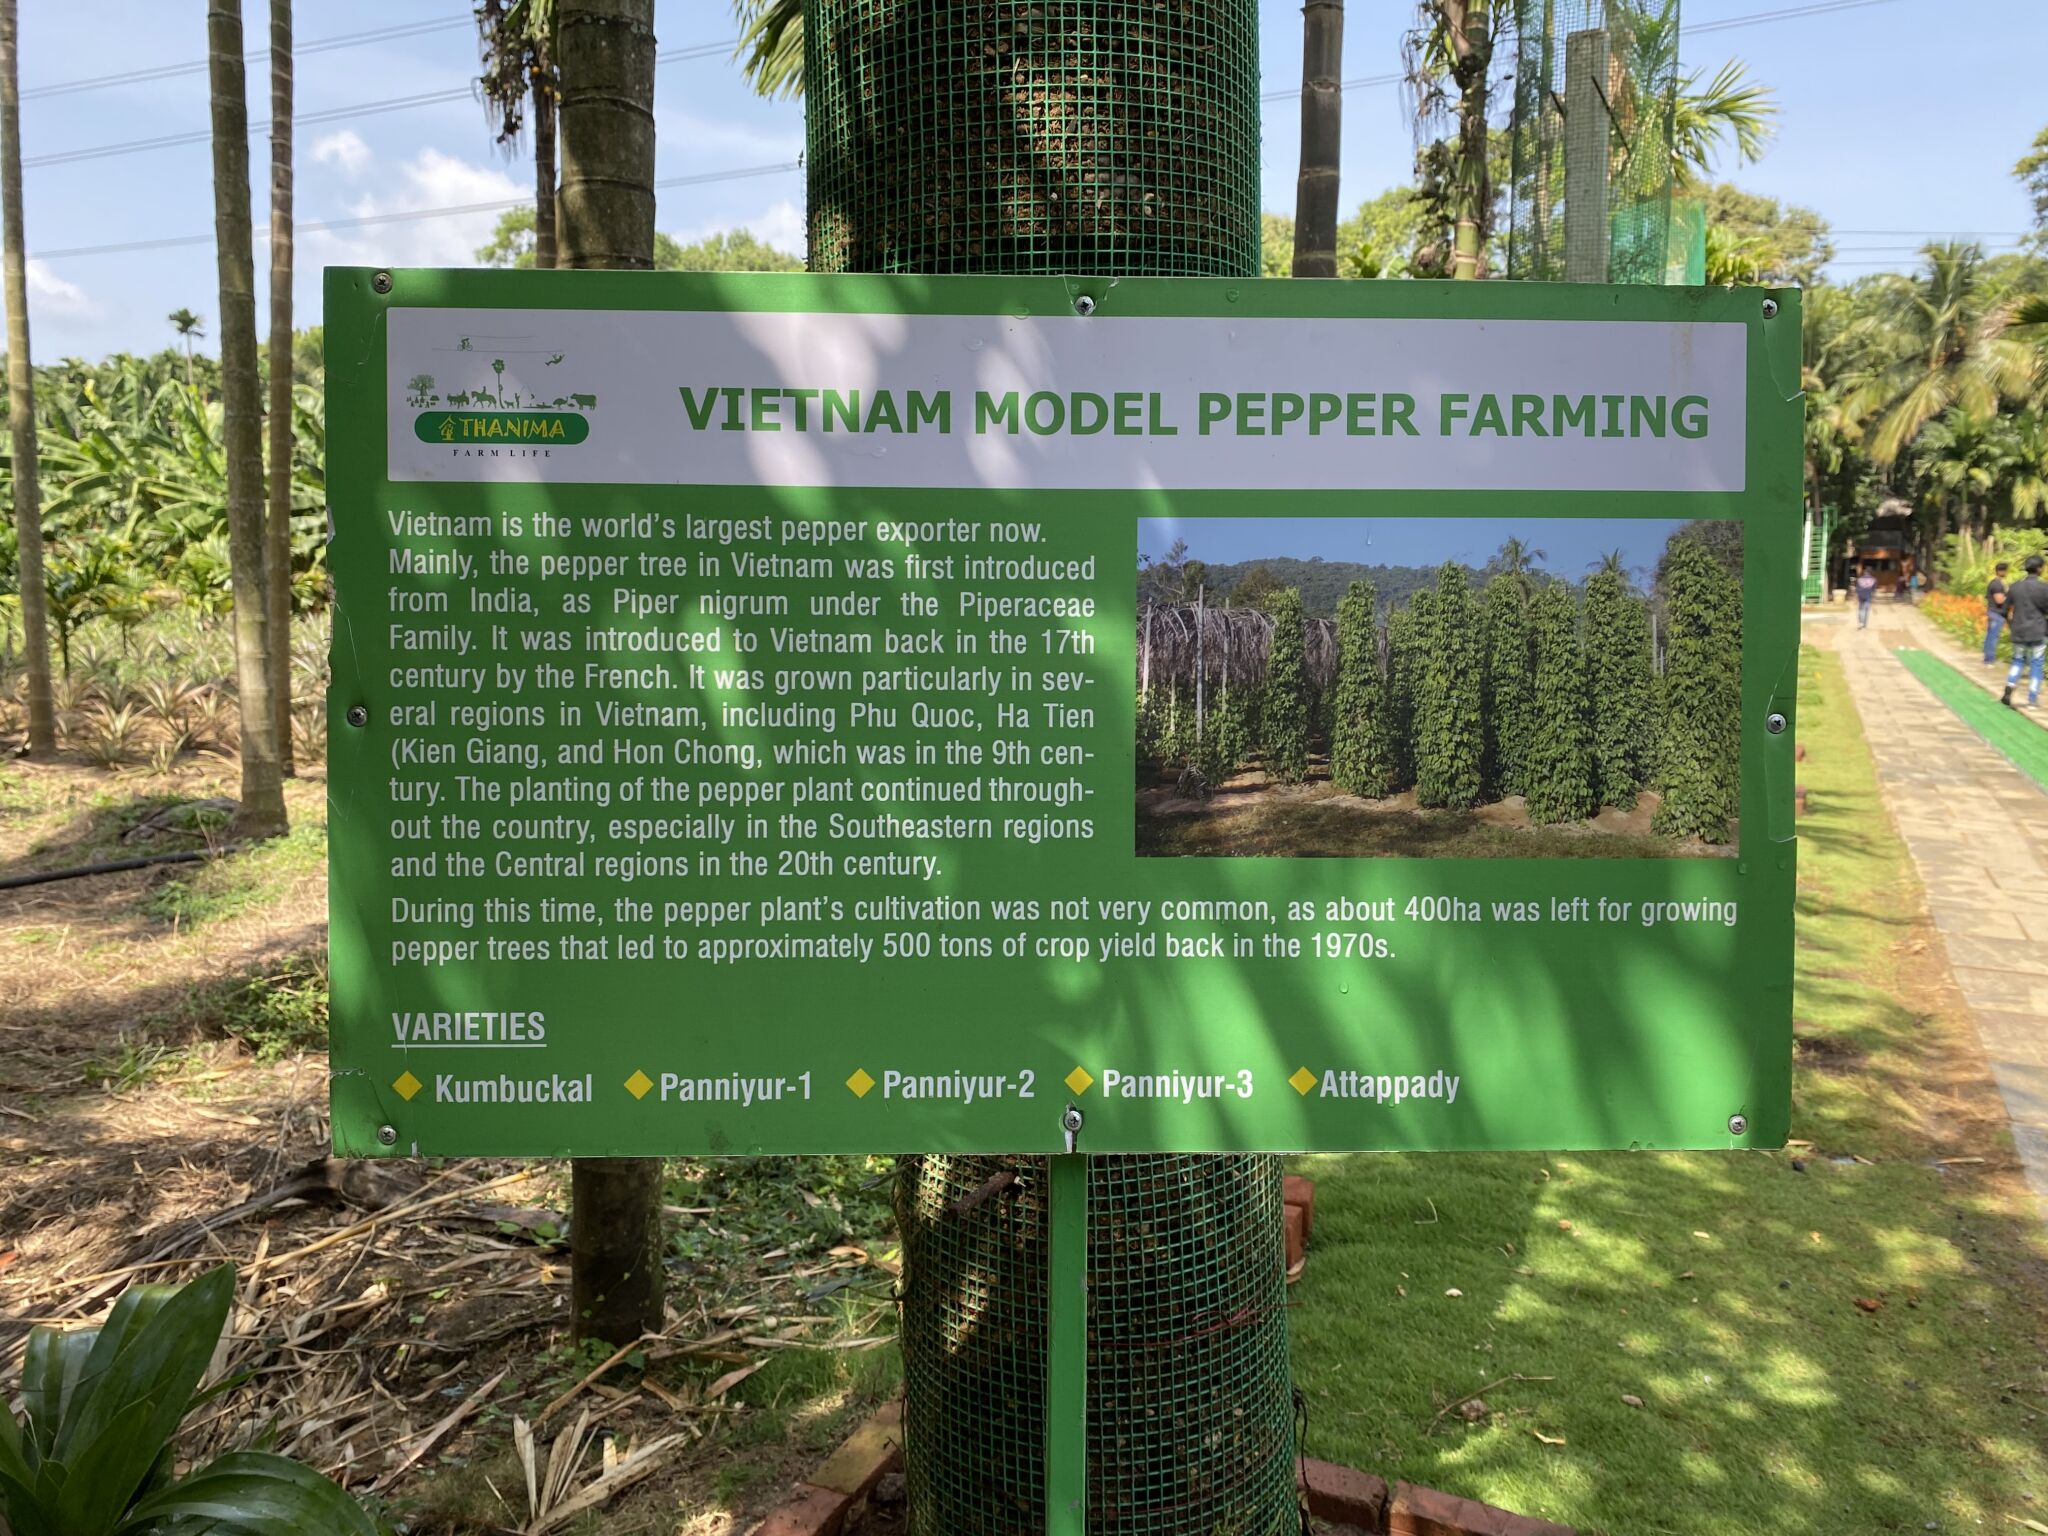 THANIMA
FARM LIFE
VIETNAM MODEL PEPPER FARMING
Vietnam is the world's largest pepper exporter now.
Mainly, the pepper tree in Vietnam was first introduced
from India, as Piper nigrum under the Piperaceae
Family. It was introduced to Vietnam back in the 17th
century by the French. It was grown particularly in sev-
eral regions in Vietnam, including Phu Quoc, Ha Tien
(Kien Giang, and Hon Chong, which was in the 9th cen-
tury. The planting of the pepper plant continued through-
out the country, especially in the Southeastern regions
and the Central regions in the 20th century.
During this time, the pepper plant's cultivation was not very common, as about 400ha was left for growing
pepper trees that led to approximately 500 tons of crop yield back in the 1970s.
VARIETIES
Kumbuckal Panniyur-1 Panniyur-2 Panniyur-3 Attappady